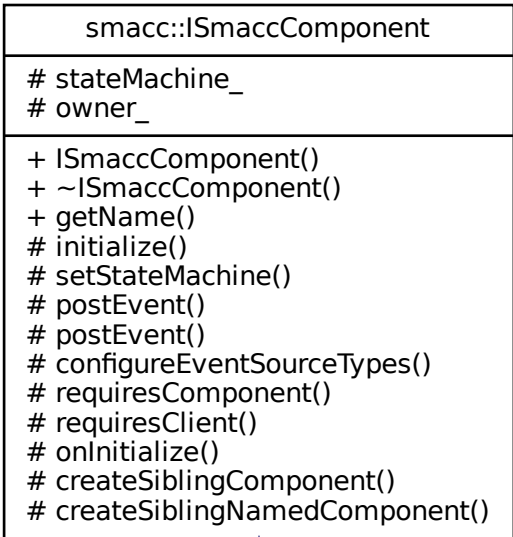 smacc::ISmaccComponent
# stateMachine_
# owner_
+ ISmaccComponent()
+ ~ISmaccComponent()
+ getName()
# initialize()
# setStateMachine()
# postEvent()
# postEvent()
# configureEventSourceTypes()
# requiresComponent()
# requiresClient()
# onInitialize()
# createSiblingComponent()
# createSiblingNamedComponent()